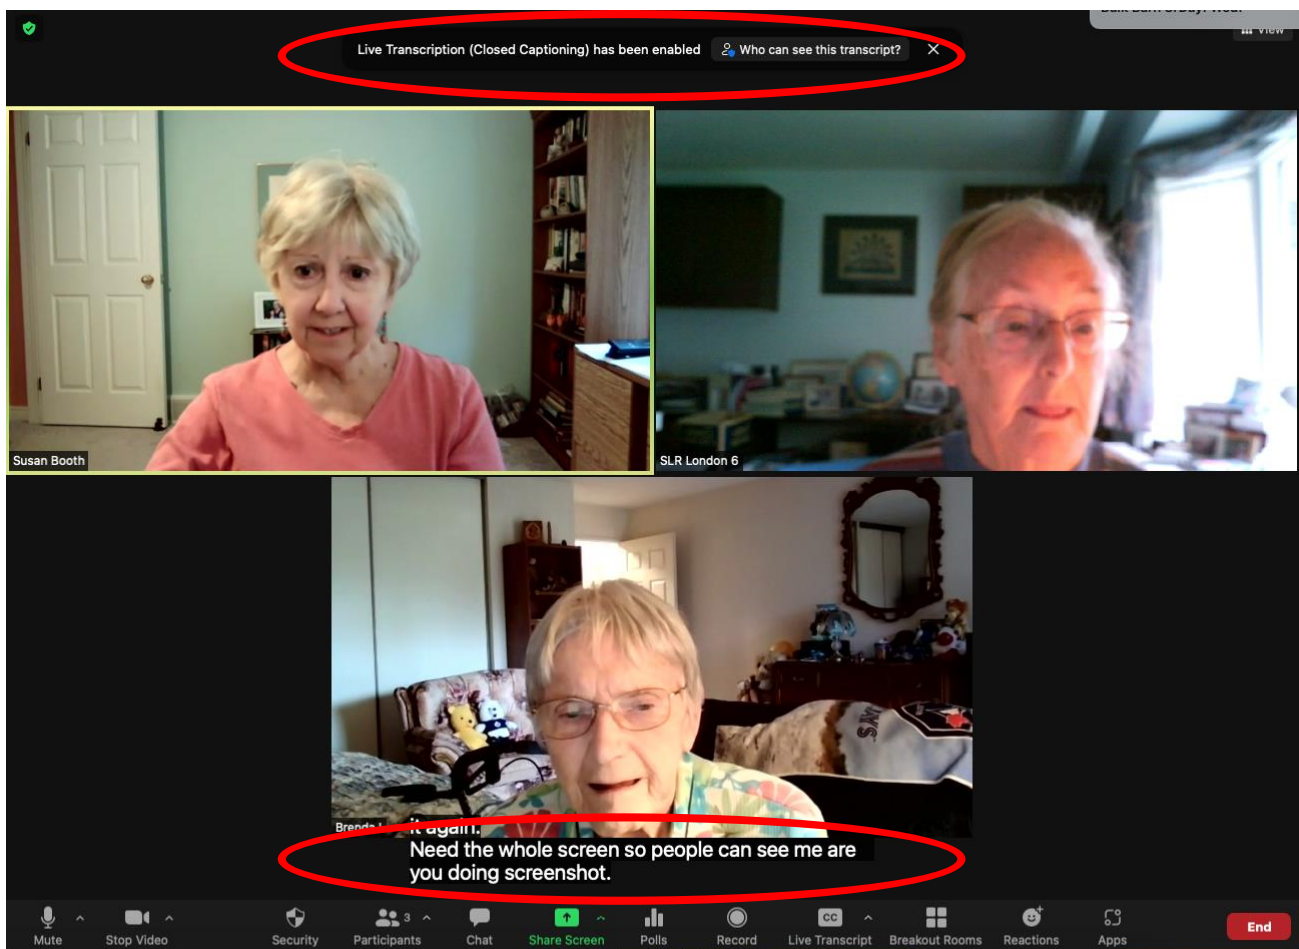 View
Live Transcription (Closed Captioning) has been enabled
Who can see this transcript?
Susan Booth
SLR London 6
Brenda
it again.
Need the whole screen so people can see me are
you doing screenshot.
Mute
Stop Video
Security
Participants
3
Chat
Share Screen
Polls
Record
CC
Live Transcript
Breakout Rooms
Reactions
Apps
End